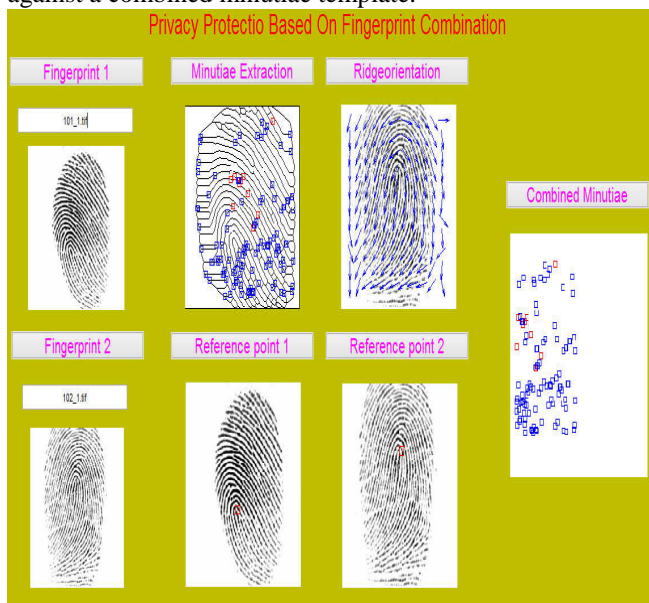 against a combined minutiae template.
Privacy Protectio Based On Fingerprint Combination
Fingerprint 1
Minutiae Extraction
Ridgeorientation
101_1.tif
Combined Minutiae
Fingerprint 2
Reference point 1
Reference point 2
102_1.tif